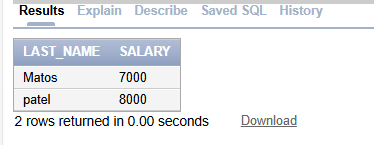 Results Explain Describe Saved SQL History
LAST_NAME SALARY
Matos 7000
patel 8000
2 rows returned in 0.00 seconds Download